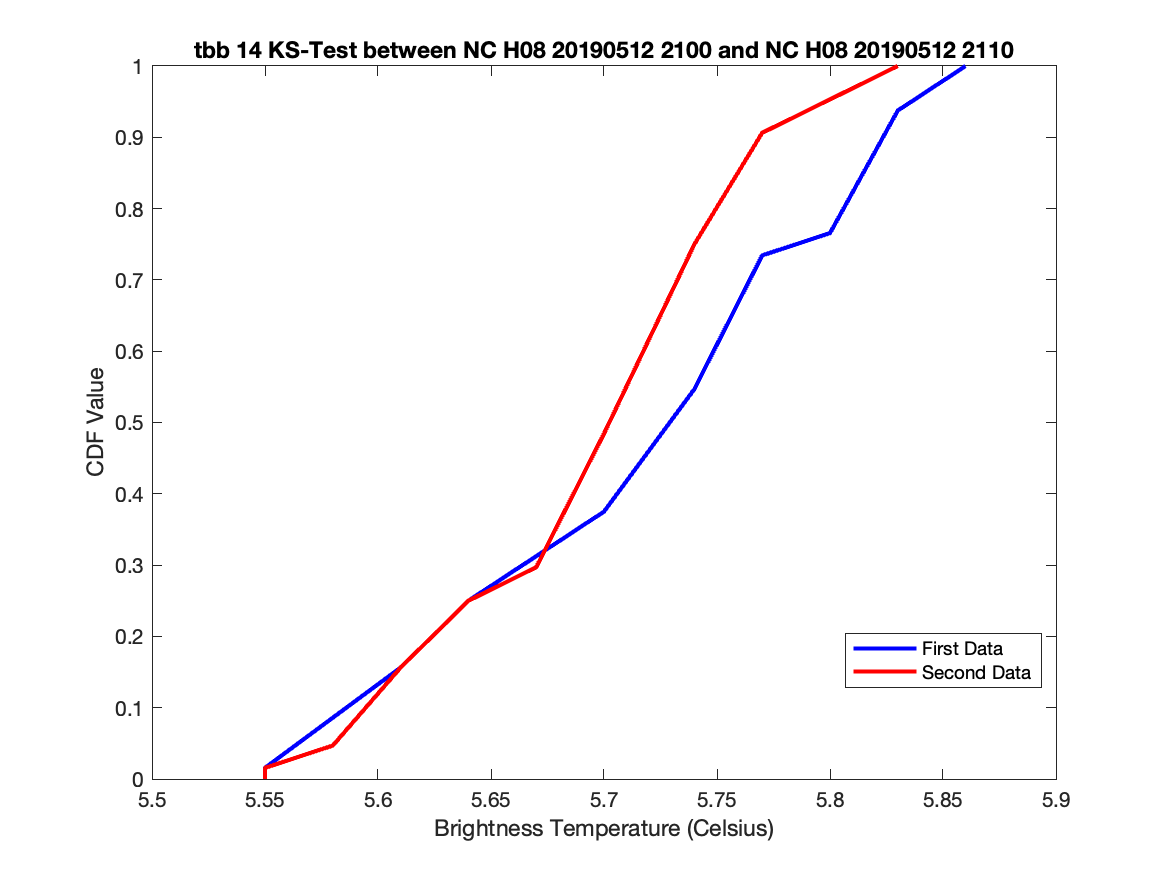 tbb 14 KS-Test between NC H08 20190512 2100 and NC H08 20190512 2110
1
0.9
0.8
0.7
0.6
0.5
0.4
0.3
0.2
0.1
0
CDF Value
First Data
Second Data
5.5 5.55 5.6 5.65 5.7 5.75 5.8 5.85 5.9
Brightness Temperature (Celsius)